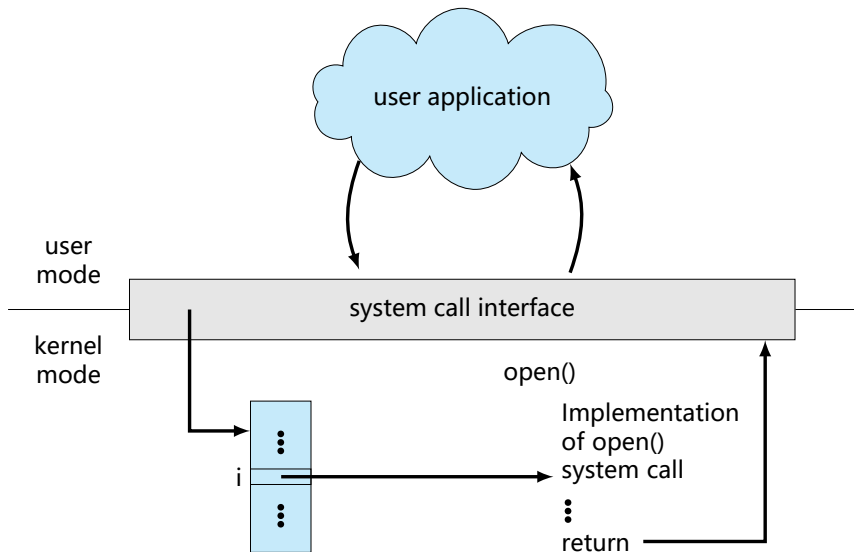 user application
user
mode
system call interface
kernel
mode
open()
Implementation
of open()
system call
i
return